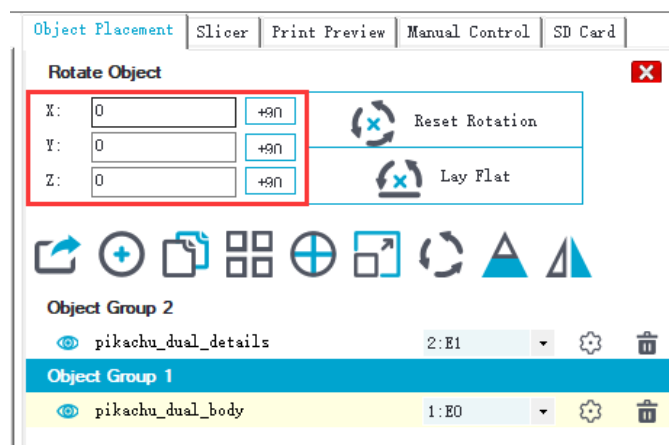 Object Placement Slicer Print Preview Manual Control SD Card
Rotate Object
X: 0 +90 Reset Rotation
Y: 0 +90
Z: 0 +90 Lay Flat
Object Group 2
pikachu_dual_details 2:E1
Object Group 1
pikachu_dual_body 1:E0